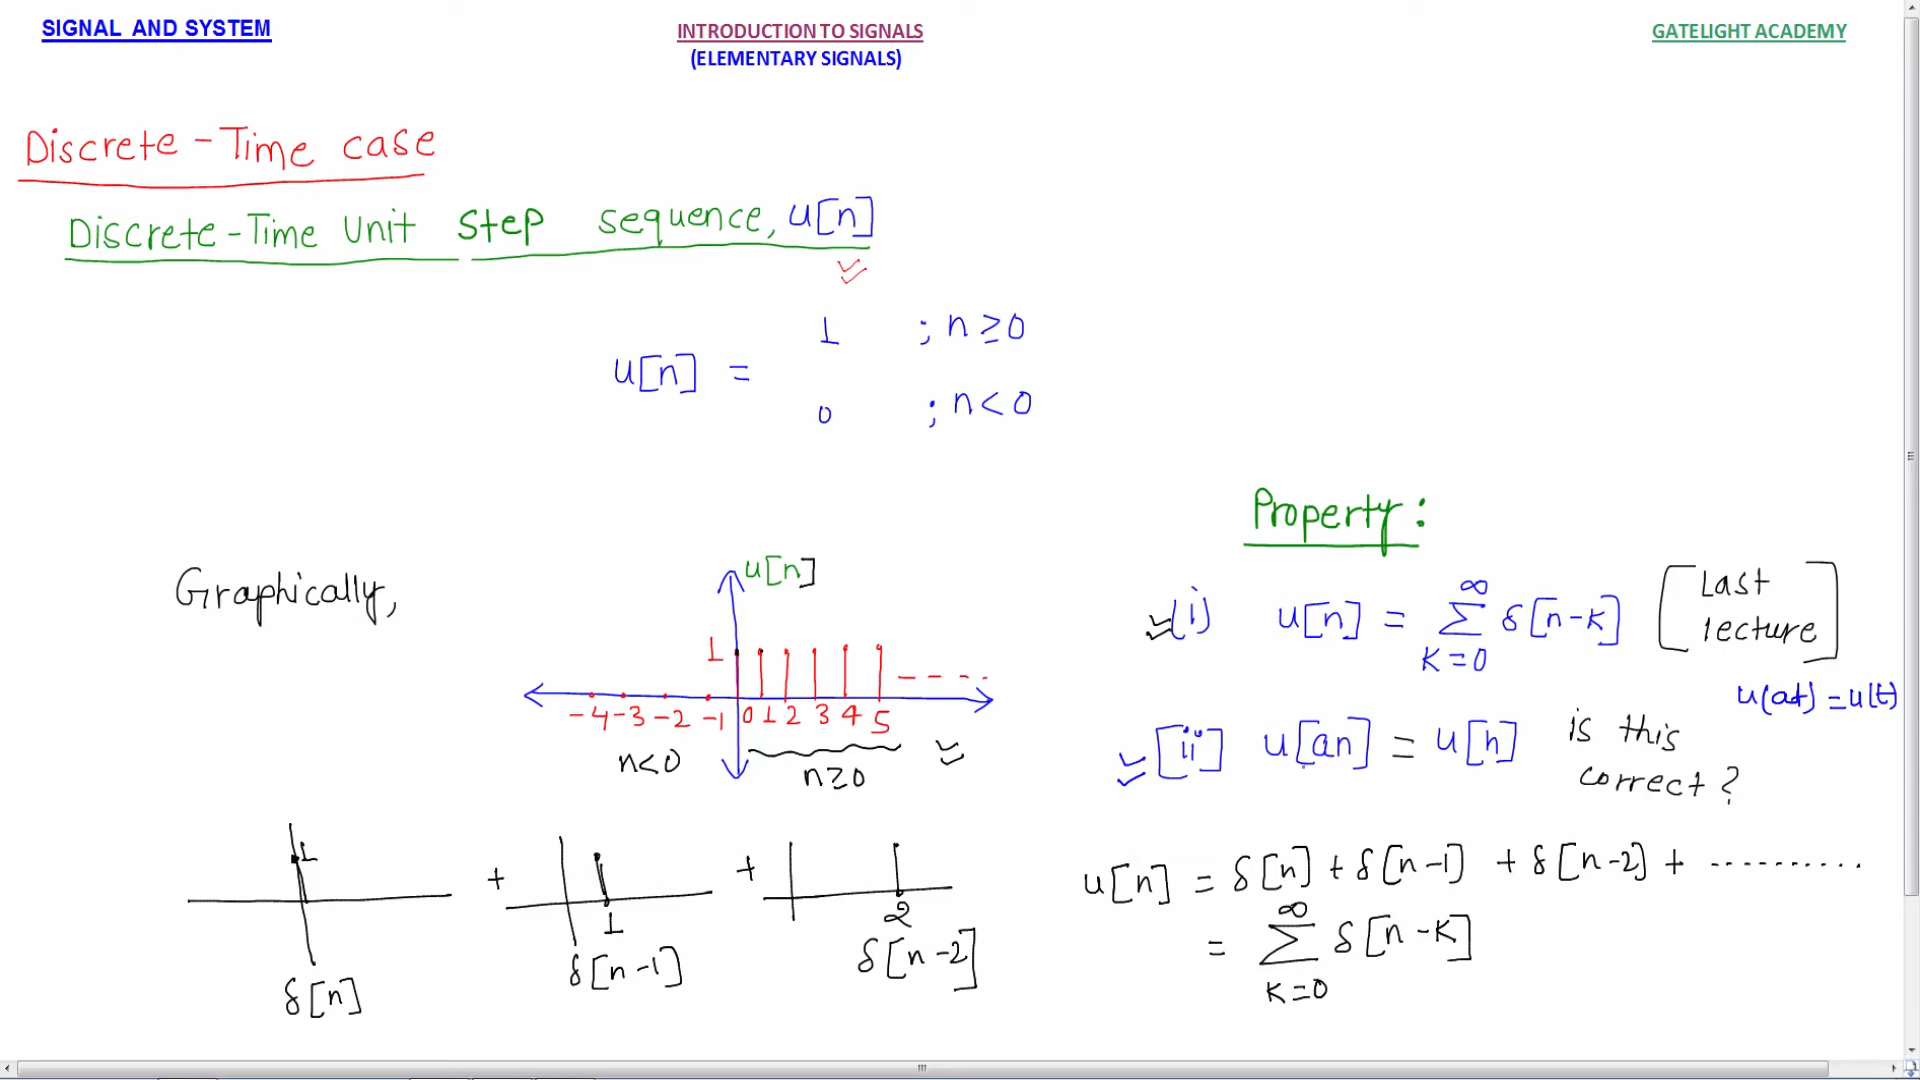 SIGNAL AND SYSTEM
INTRODUCTION TO SIGNALS
(ELEMENTARY SIGNALS)
GATELIGHT ACADEMY
Discrete-Time case
Discrete-Time Unit Step sequence, u[n]
1 ; n ≥ 0
u[n] =
0 ; n < 0
Graphically,
u[n]
1
-4 -3 -2 -1 0 1 2 3 4 5
n<0
n≥0
Property:
(i) u[n] = ∞ Σ K=0 δ[n-K] [Last lecture]
u(at) = u(t)
[ii] u[an] = u[n] is this correct?
1
δ[n]
+
1
δ[n-1]
+
2
δ[n-2]
u[n] = δ[n] + δ[n-1] + δ[n-2] + ..........
= ∞ Σ K=0 δ[n-K]